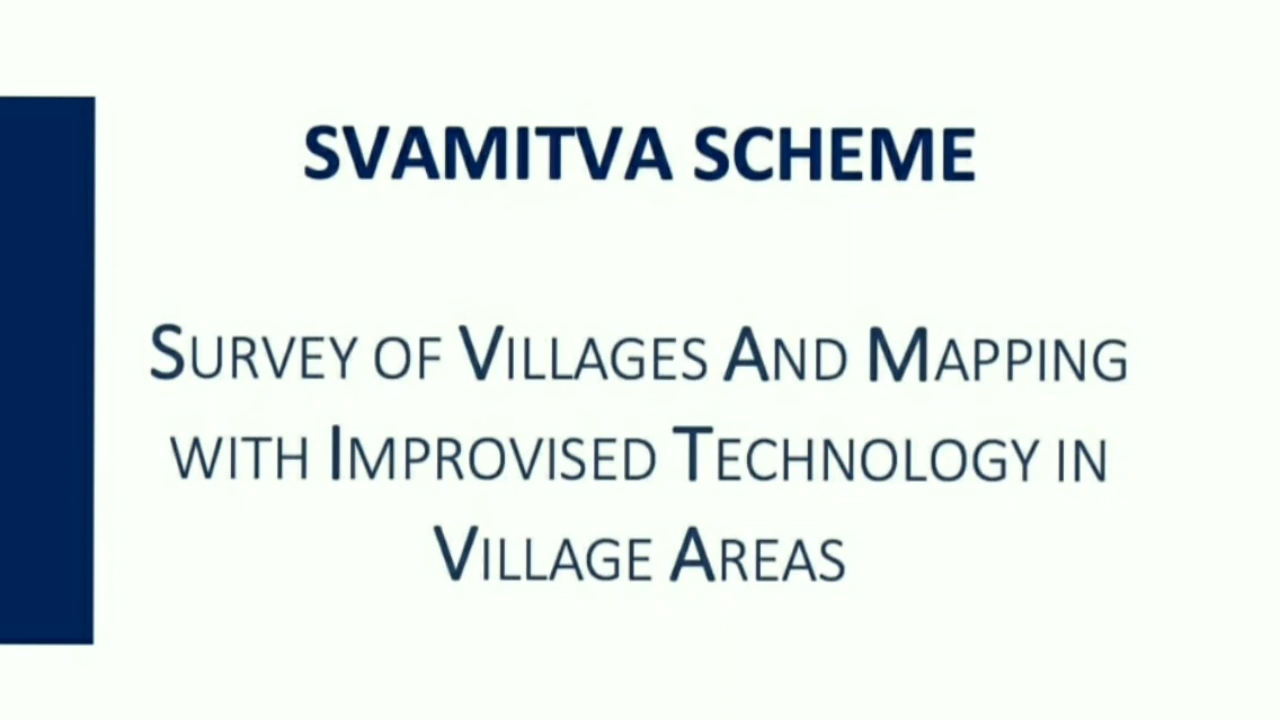 SVAMITVA SCHEME
SURVEY OF VILLAGES AND MAPPING
WITH IMPROVISED TECHNOLOGY IN
VILLAGE AREAS